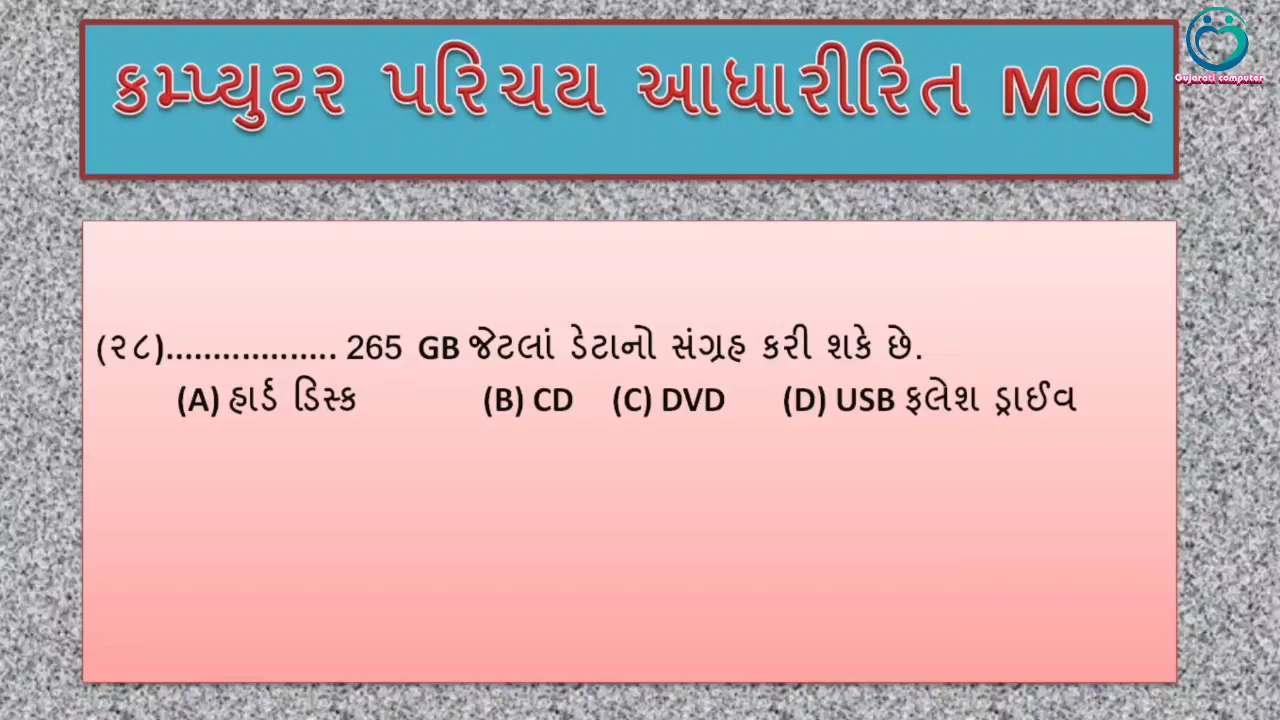 કમ્પ્યુટર પરિચય આધારીરિત MCQ
Gujarati computer
(૨૮).................. 265 GB જેટલાં ડેટાનો સંગ્રહ કરી શકે છે.
(A) હાર્ડ ડિસ્ક (B) CD (C) DVD (D) USB ફલેશ ડ્રાઈવ